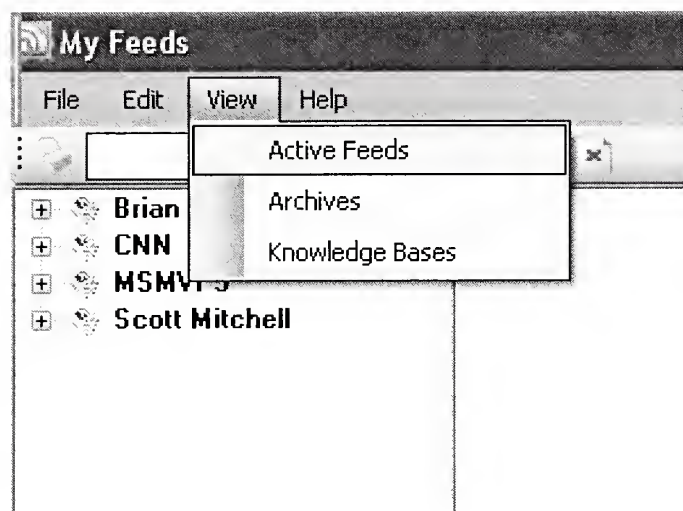 My Feeds
File Edit View Help
Active Feeds
Archives
Knowledge Bases
Brian
CNN
Scott Mitchell